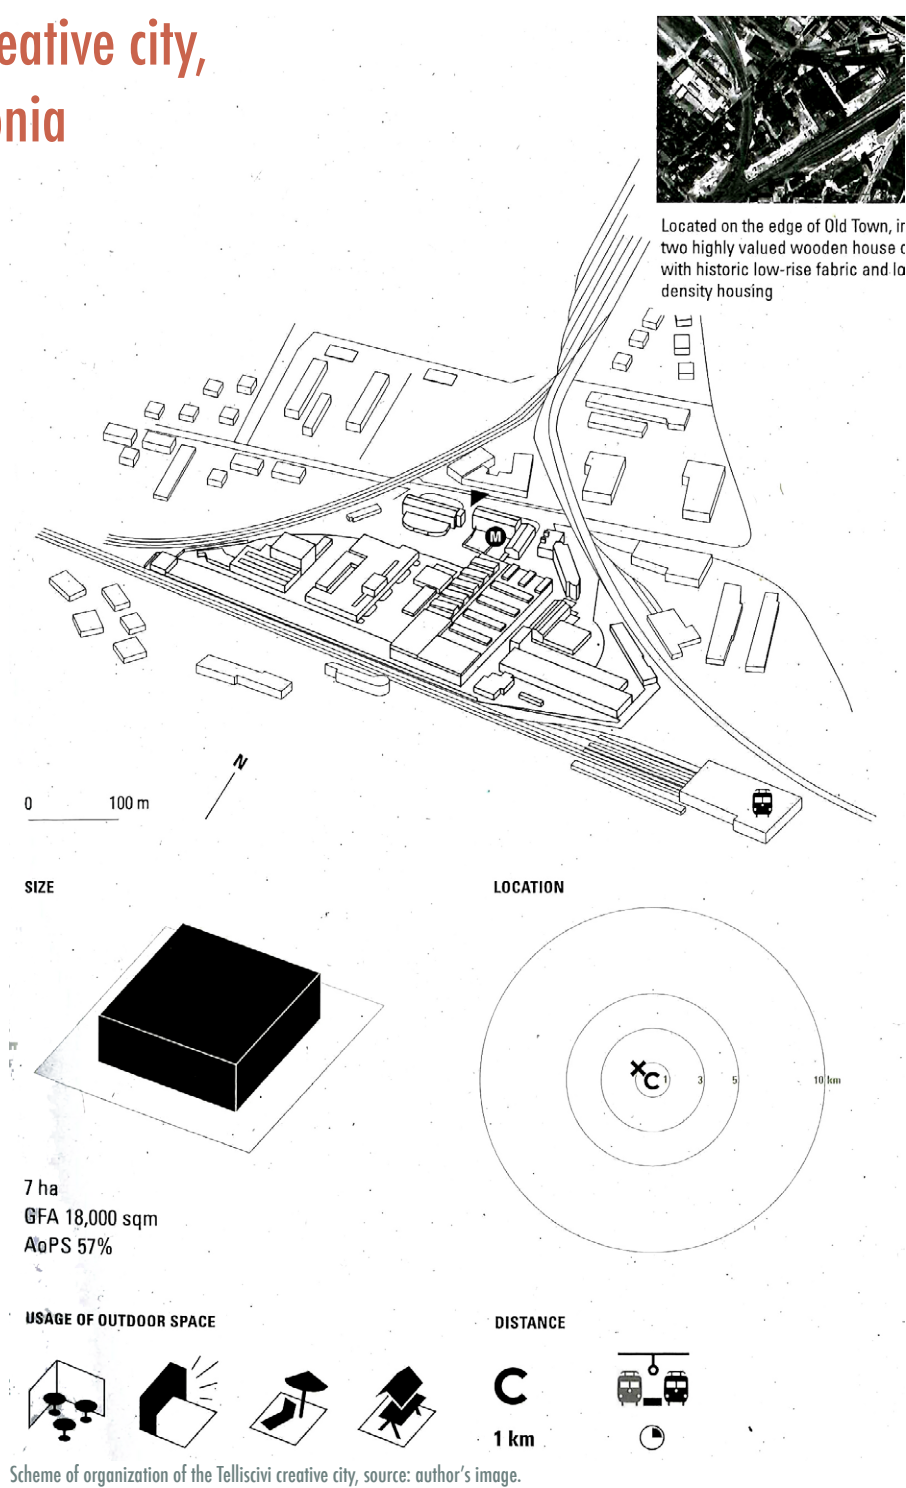 eative city,
onia
Located on the edge of Old Town, in
two highly valued wooden house
with historic low-rise fabric and
density housing
M
N
0 100 m
SIZE
LOCATION
C 1 3 5 10 km
7 ha
GFA 18,000 sqm
AoPS 57%
USAGE OF OUTDOOR SPACE
DISTANCE
C
1 km
Scheme of organization of the Telliscivi creative city, source: author's image.